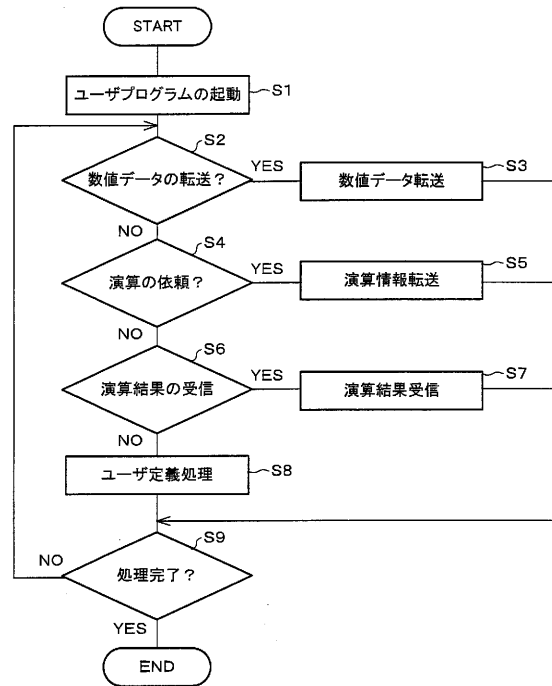 START
ユーザプログラムの起動
S1
S2
数値データの転送？
YES
数値データ転送
S3
NO
S4
演算の依頼？
YES
演算情報転送
S5
NO
S6
演算結果の受信
YES
演算結果受信
S7
NO
ユーザ定義処理
S8
S9
NO
処理完了？
YES
END